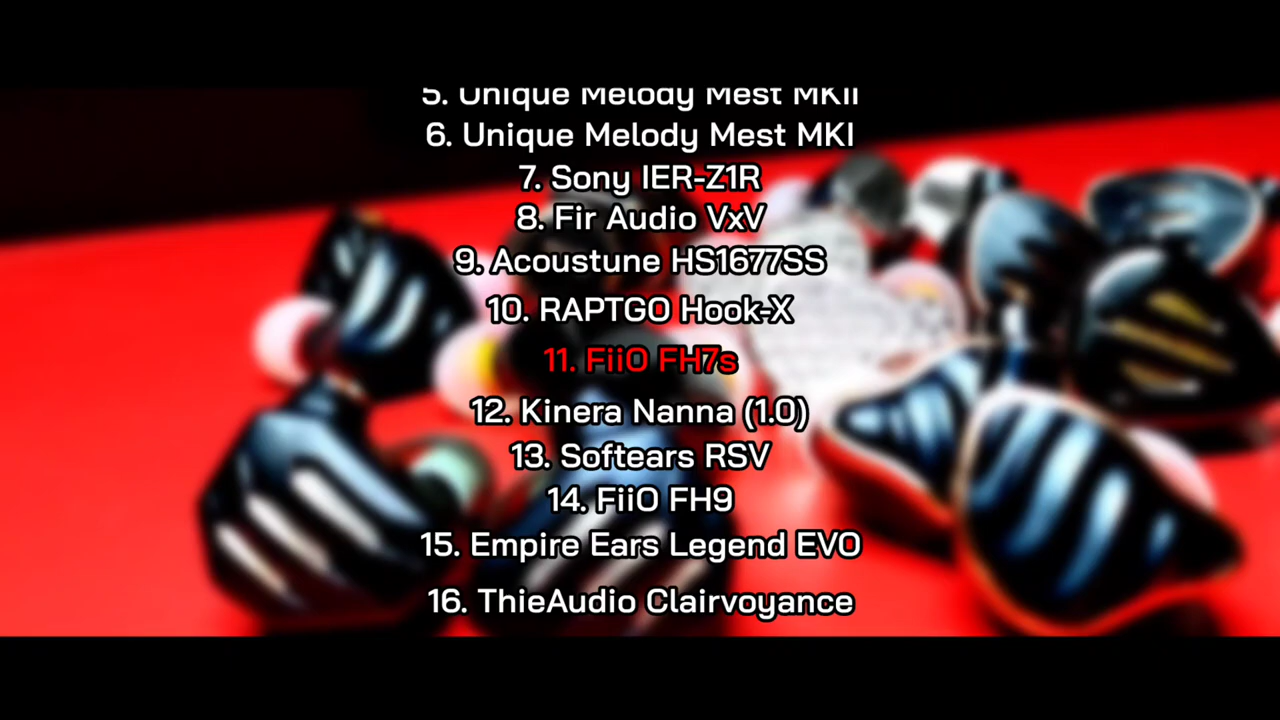 5. Unique Melody Mest MKII
6. Unique Melody Mest MKI
7. Sony IER-Z1R
8. Fir Audio VxV
9. Acoustune HS1677SS
10. RAPTGO Hook-X
11. FiiO FH7s
12. Kinera Nanna (1.0)
13. Softears RSV
14. FiiO FH9
15. Empire Ears Legend EVO
16. ThieAudio Clairvoyance